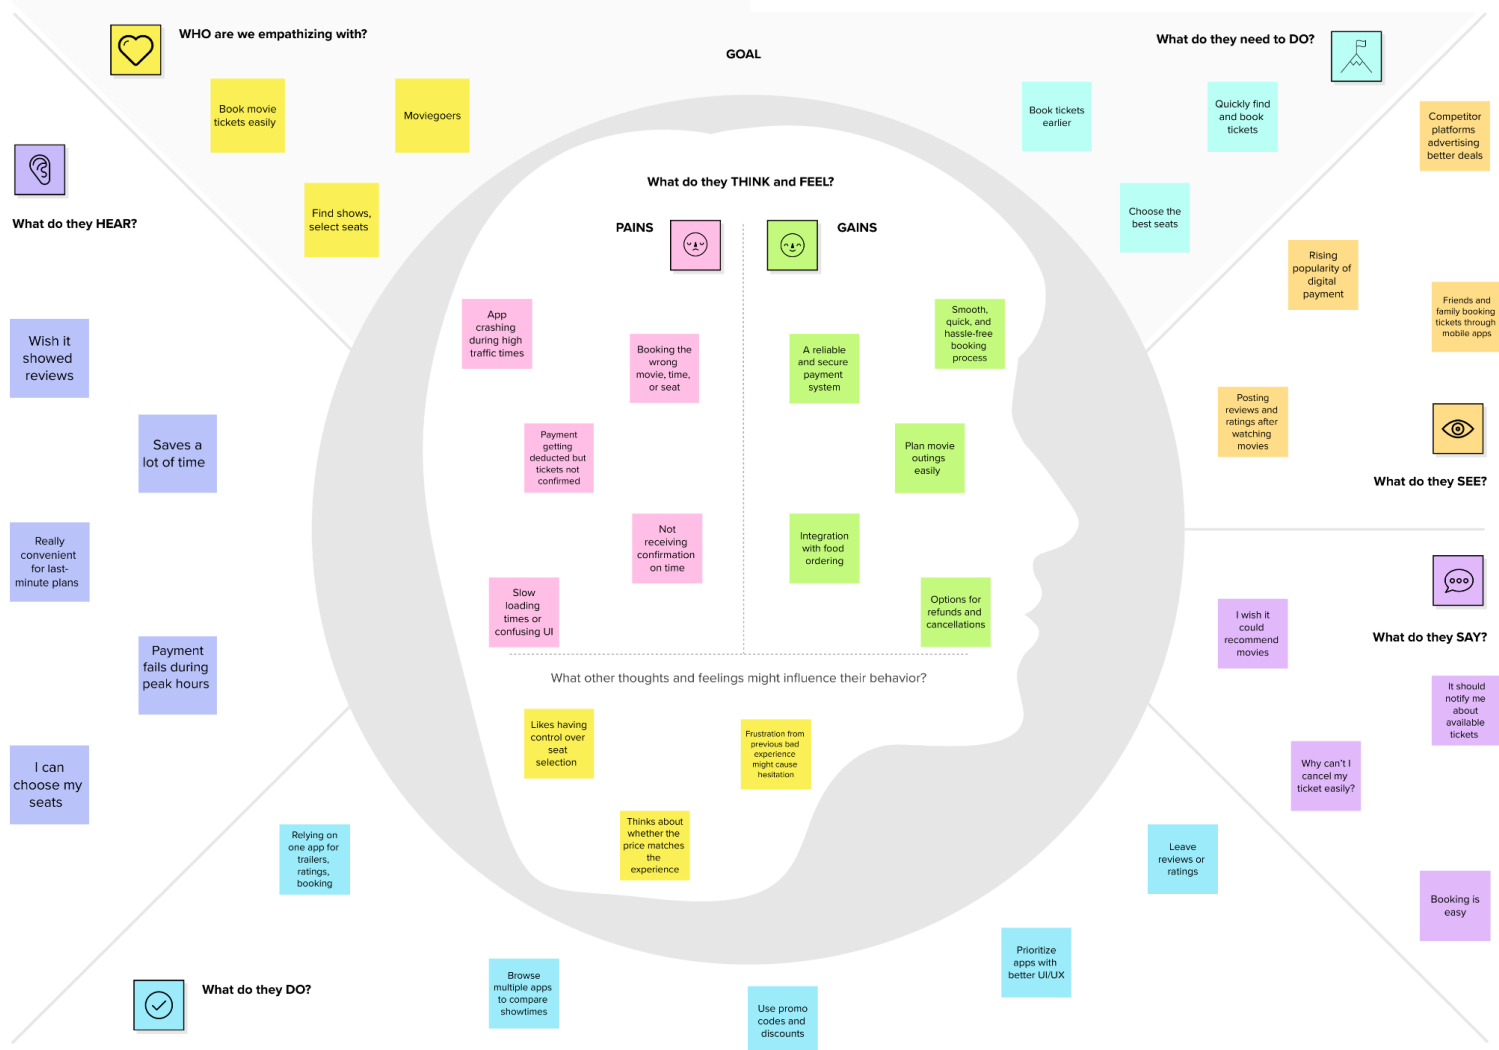 WHO are we empathizing with?
Book movie
tickets easily
Moviegoers
Find shows,
select seats
GOAL
What do they need to DO?
Book tickets
earlier
Quickly find
and book
tickets
Choose the
best seats
What do they HEAR?
Wish it
showed
reviews
Saves a
lot of time
Really
convenient
for last-
minute plans
Payment
fails during
peak hours
I can
choose my
seats
What do they THINK and FEEL?
PAINS
App
crashing
during high
traffic times
Booking the
wrong
movie, time,
or seat
Payment
getting
deducted but
tickets not
confirmed
Not
receiving
confirmation
on time
Slow
loading
times or
confusing UI
GAINS
Smooth,
quick, and
hassle-free
booking
process
A reliable
and secure
payment
system
Plan movie
outings
easily
Integration
with food
ordering
Options for
refunds and
cancellations
What other thoughts and feelings might influence their behavior?
Likes having
control over
seat
selection
Frustration from
previous bad
experience
might cause
hesitation
Thinks about
whether the
price matches
the
experience
Competitor
platforms
advertising
better deals
Rising
popularity of
digital
payment
Friends and
family booking
tickets through
mobile apps
Posting
reviews and
ratings after
watching
movies
What do they SEE?
What do they SAY?
I wish it
could
recommend
movies
It should
notify me
about
available
tickets
Why can't I
cancel my
ticket easily?
Booking is
easy
What do they DO?
Relying on
one app for
trailers,
ratings,
booking
Browse
multiple apps
to compare
showtimes
Use promo
codes and
discounts
Prioritize
apps with
better UI/UX
Leave
reviews or
ratings